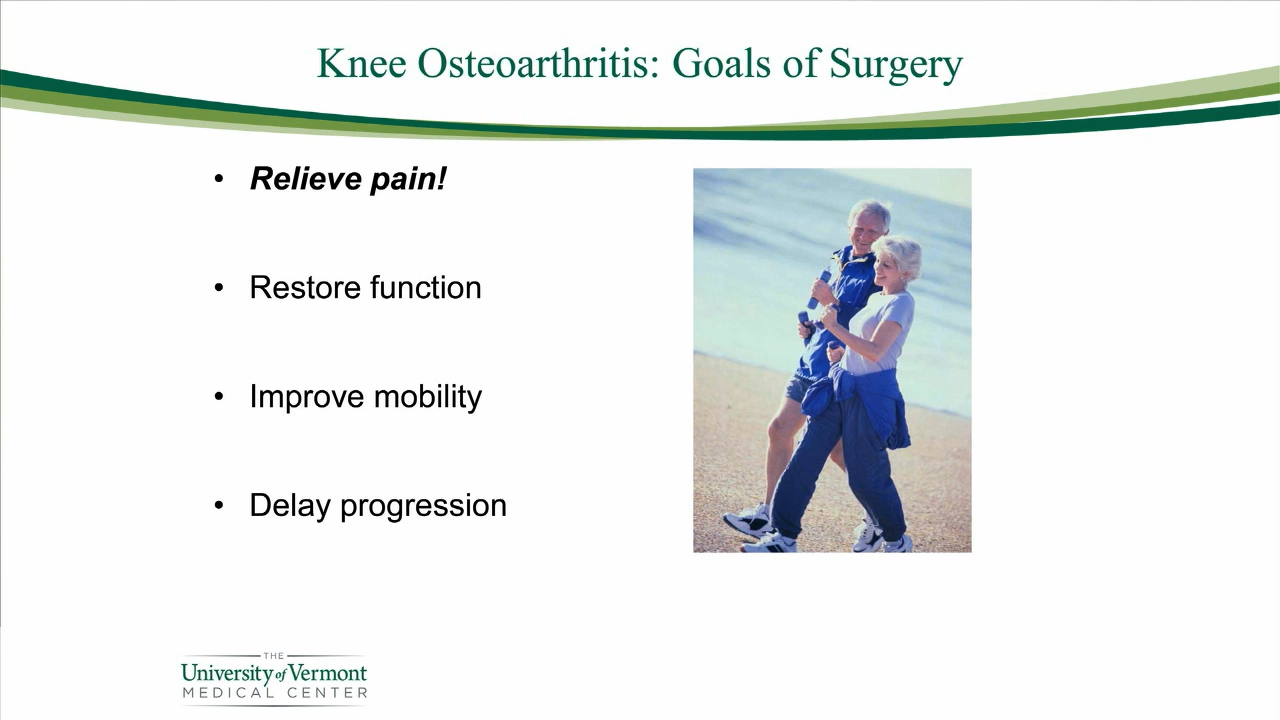 Knee Osteoarthritis: Goals of Surgery
• Relieve pain!
• Restore function
• Improve mobility
• Delay progression
THE
University of Vermont
MEDICAL CENTER